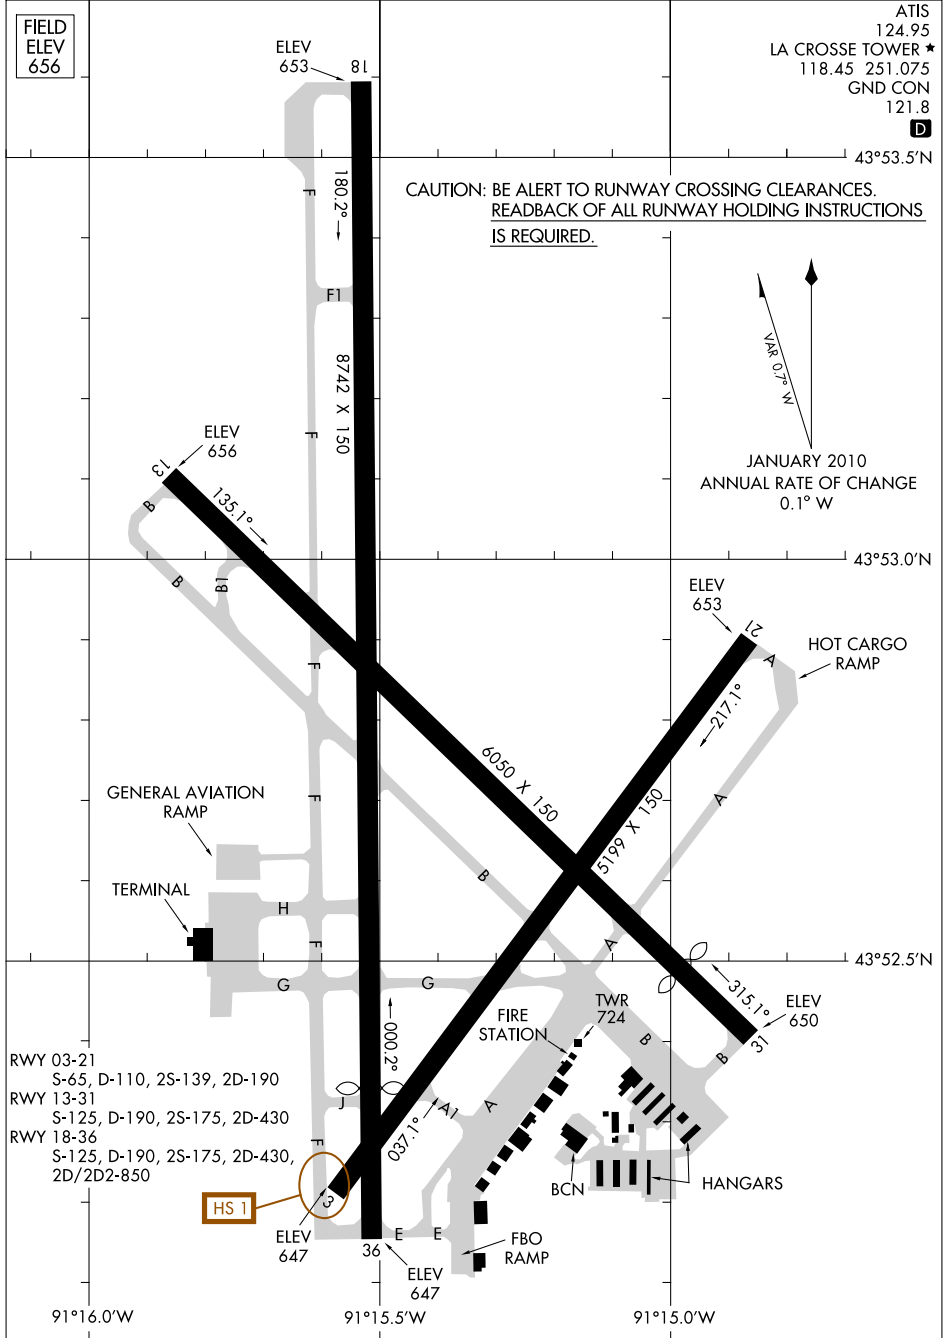 FIELD
ELEV
656
ATIS
124.95
LA CROSSE TOWER ★
118.45 251.075
GND CON
121.8
D
ELEV
653
18
43°53.5'N
CAUTION: BE ALERT TO RUNWAY CROSSING CLEARANCES.
READBACK OF ALL RUNWAY HOLDING INSTRUCTIONS
IS REQUIRED.
F
180.2°
F1
VAR 0.7° W
8742 X 150
JANUARY 2010
ANNUAL RATE OF CHANGE
0.1° W
F
ELEV
656
13
135.1°
B
43°53.0'N
B
B1
ELEV
653
21
HOT CARGO
RAMP
A
F
217.1°
6050 X 150
5199 X 150
A
GENERAL AVIATION
RAMP
F
B
TERMINAL
H
F
A
43°52.5'N
G
G
315.1°
000.2°
FIRE
STATION
TWR
724
ELEV
650
31
B
B
RWY 03-21
S-65, D-110, 2S-139, 2D-190
RWY 13-31
S-125, D-190, 2S-175, 2D-430
RWY 18-36
S-125, D-190, 2S-175, 2D-430,
2D/2D2-850
J
A1
A
037.1°
F
HS 1
3
BCN
HANGARS
ELEV
647
36
E
E
FBO
RAMP
ELEV
647
91°16.0'W
91°15.5'W
91°15.0'W